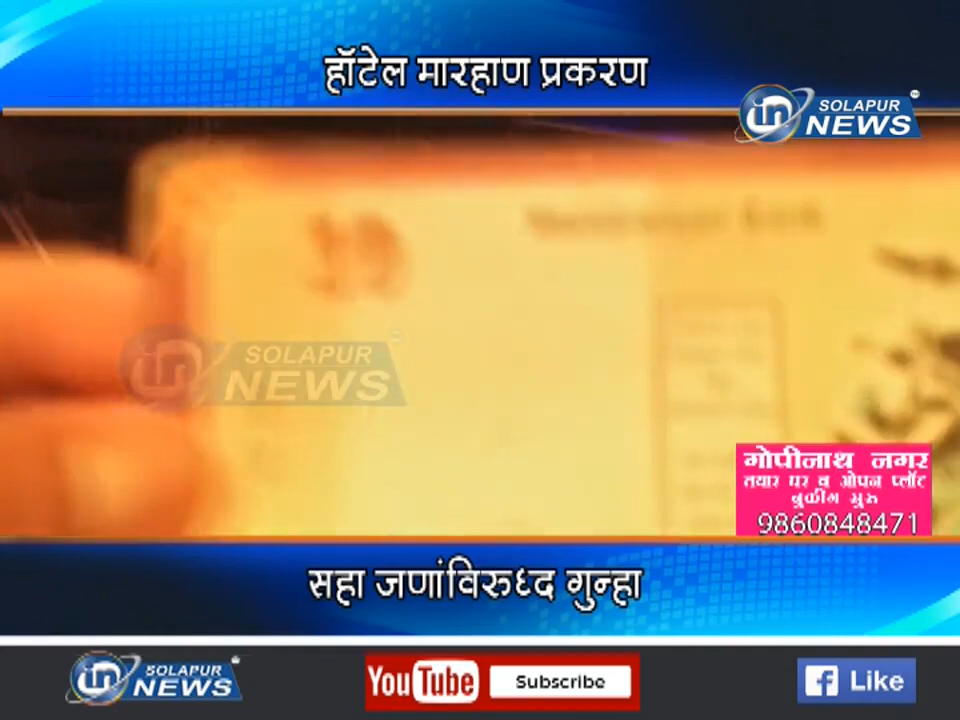 हॉटेल मारहाण प्रकरण
in SOLAPUR
NEWS
in SOLAPUR
NEWS
गोपीनाथ नगर
तयार घर व ओपन प्लॉट
बुकींग सुरु
9860848471
सहा जणांविरुध्द गुन्हा
in SOLAPUR
NEWS
YouTube Subscribe
f Like